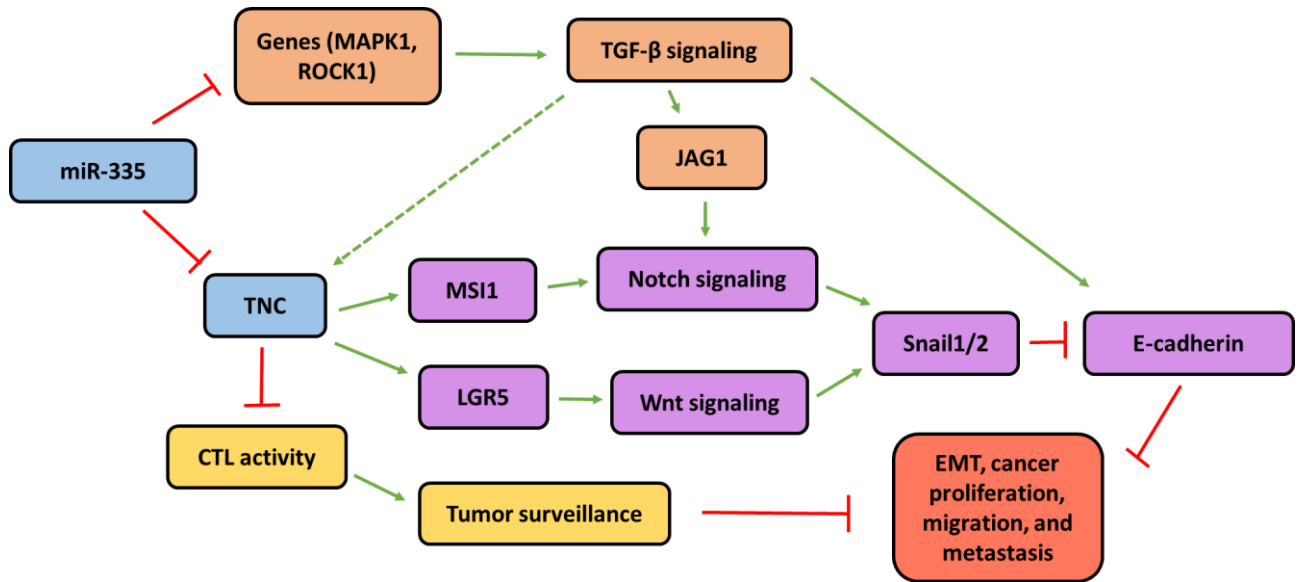 Genes (MAPK1,
ROCK1)
TGF-β signaling
miR-335
JAG1
TNC
MSI1
Notch signaling
Snail1/2
E-cadherin
LGR5
Wnt signaling
CTL activity
Tumor surveillance
EMT, cancer
proliferation,
migration, and
metastasis